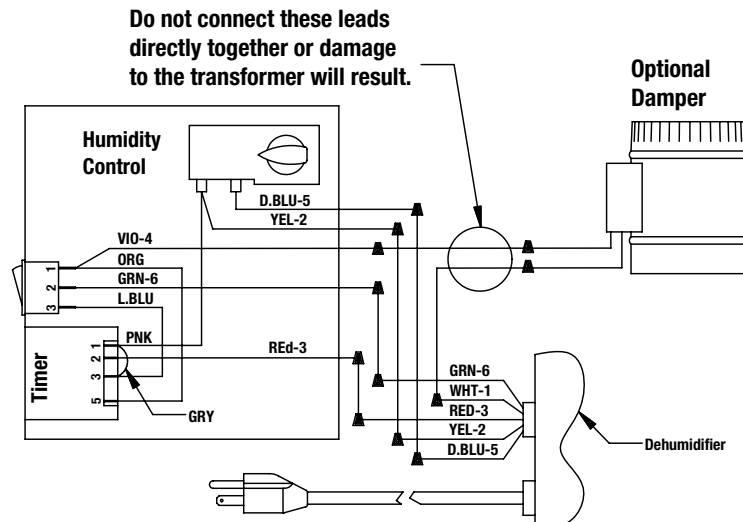 Do not connect these leads
directly together or damage
to the transformer will result.
Optional
Damper
Humidity
Control
D.BLU-5
YEL-2
VIO-4
ORG
1
GRN-6
2
L.BLU
3
PNK
1
REd-3
2
3
5
Timer
GRY
GRN-6
WHT-1
RED-3
YEL-2
D.BLU-5
Dehumidifier